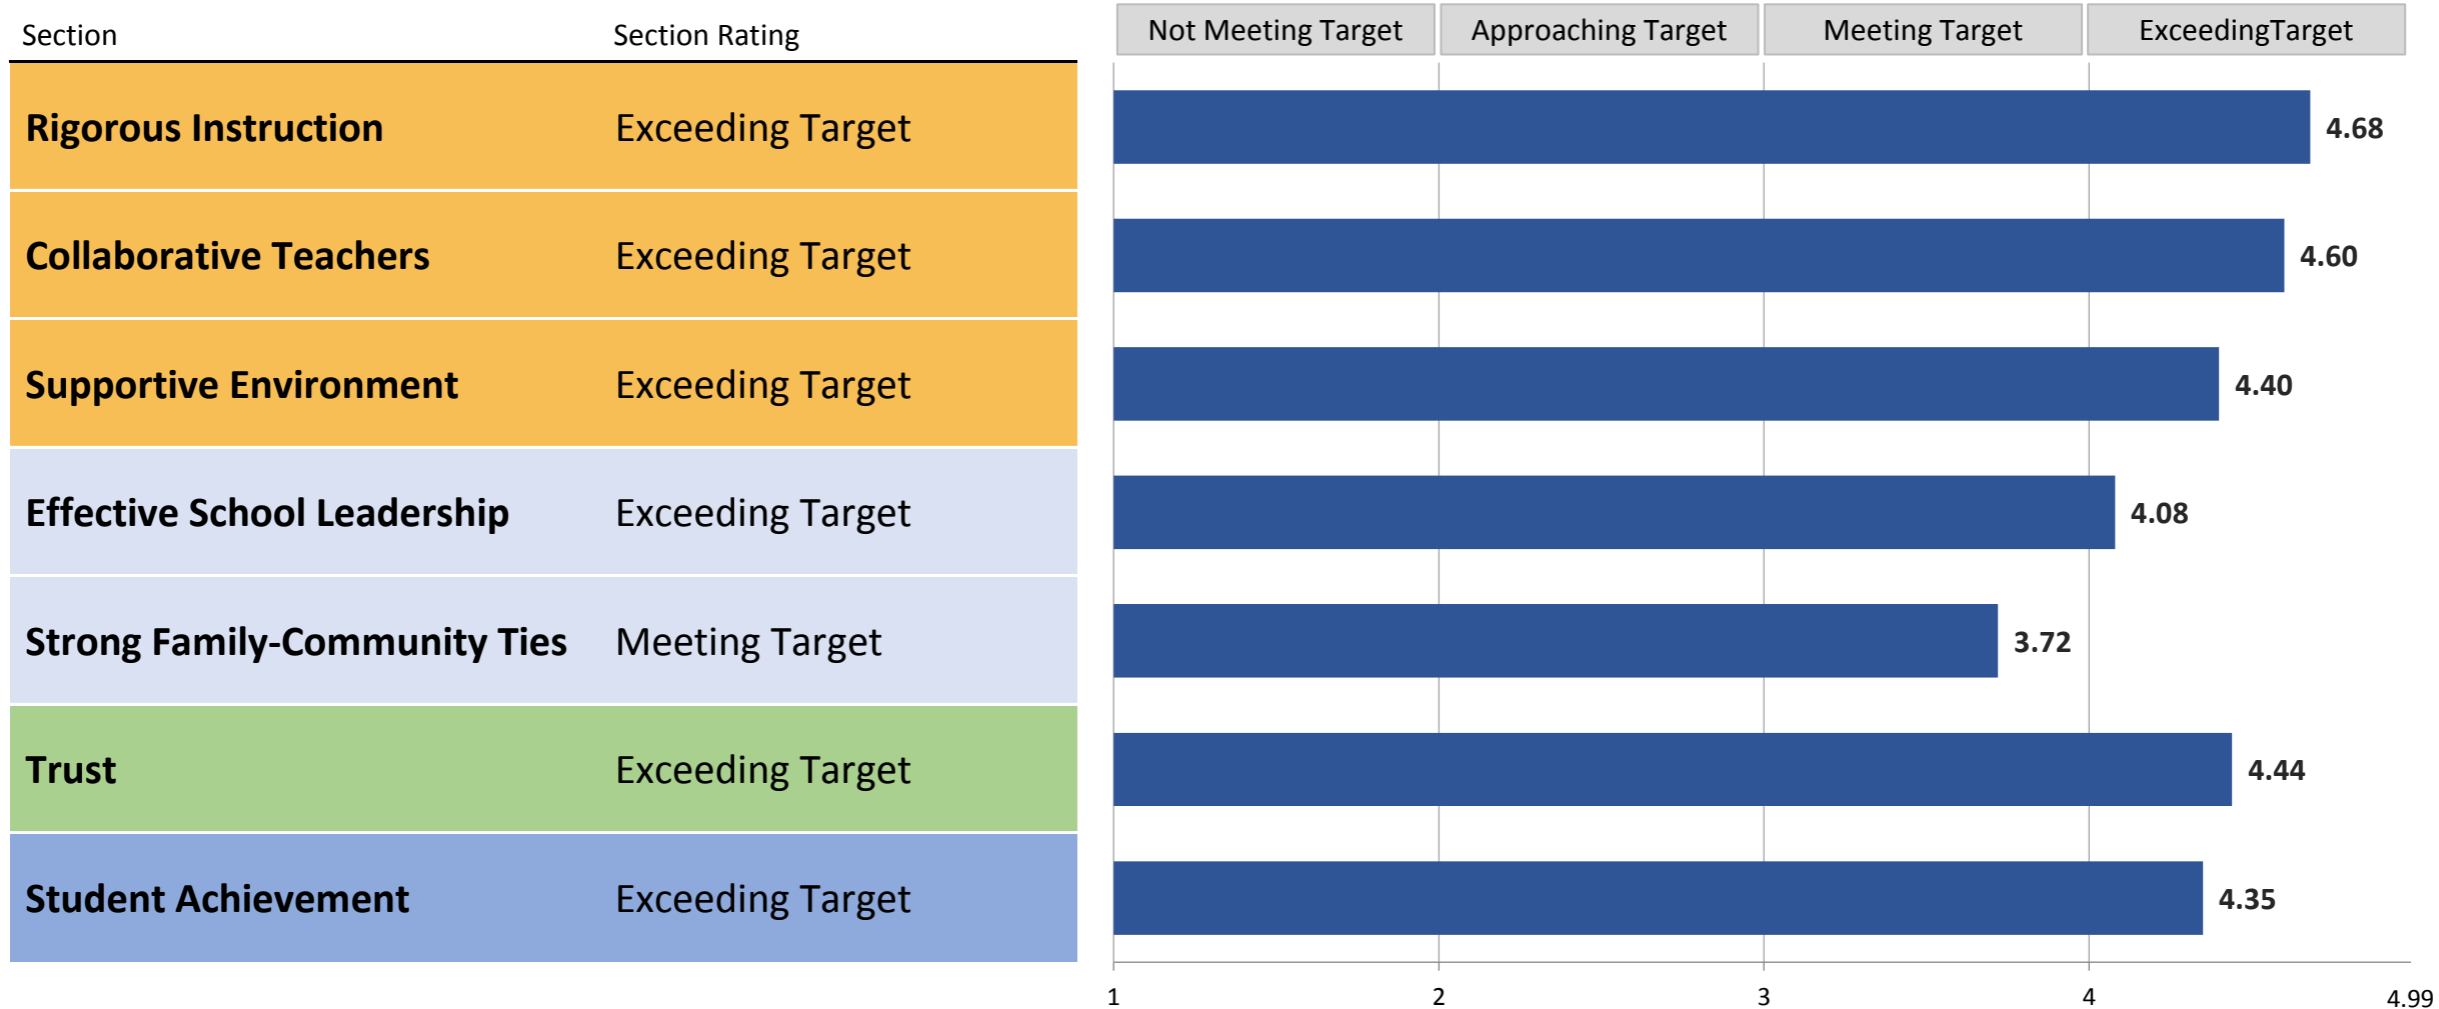 Section Section Rating Not Meeting Target Approaching Target Meeting Target ExceedingTarget
Rigorous Instruction Exceeding Target 4.68
Collaborative Teachers Exceeding Target 4.60
Supportive Environment Exceeding Target 4.40
Effective School Leadership Exceeding Target 4.08
Strong Family-Community Ties Meeting Target 3.72
Trust Exceeding Target 4.44
Student Achievement Exceeding Target 4.35
1 2 3 4 4.99